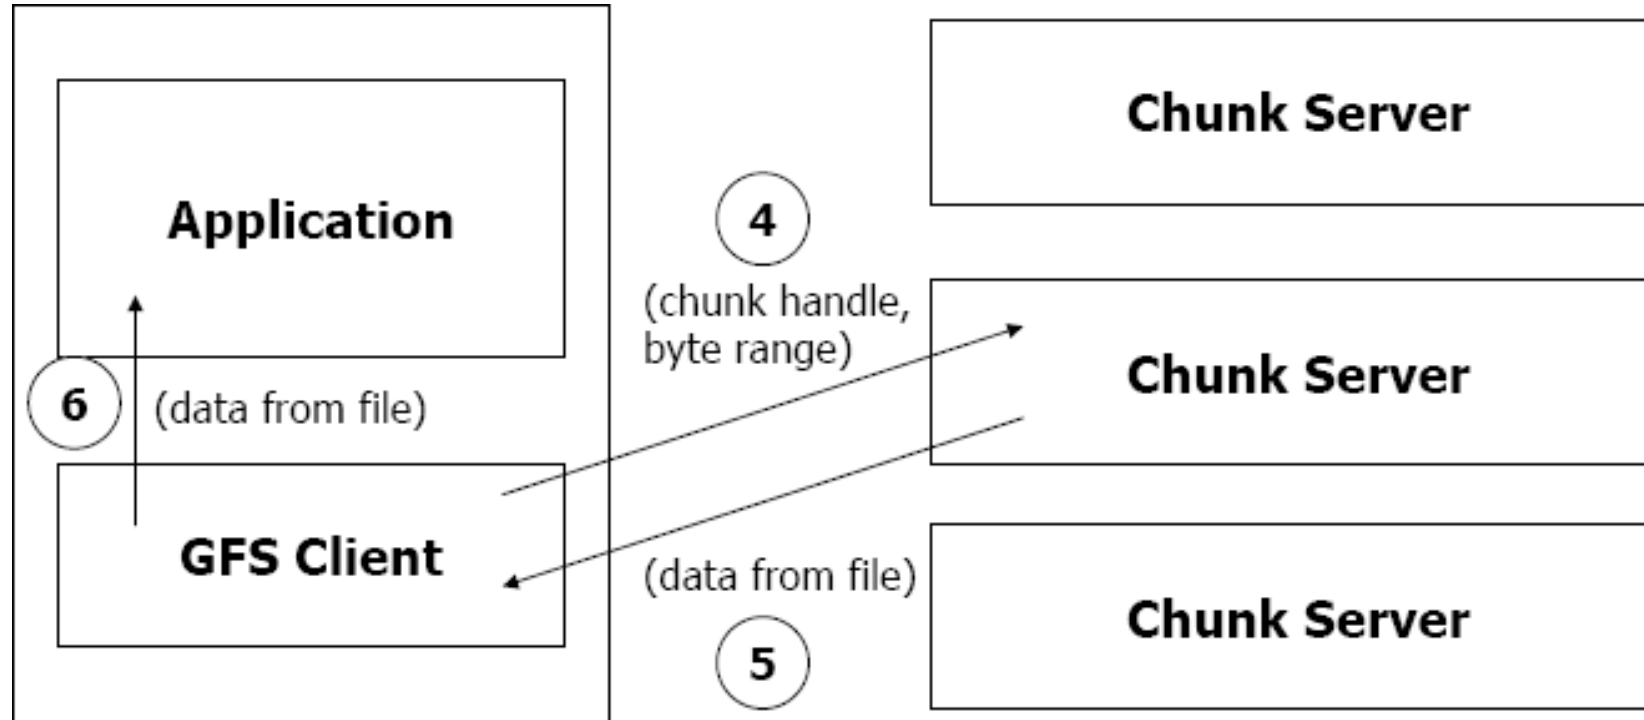 Application
6
(data from file)
GFS Client
4
(chunk handle,
byte range)
(data from file)
5
Chunk Server
Chunk Server
Chunk Server